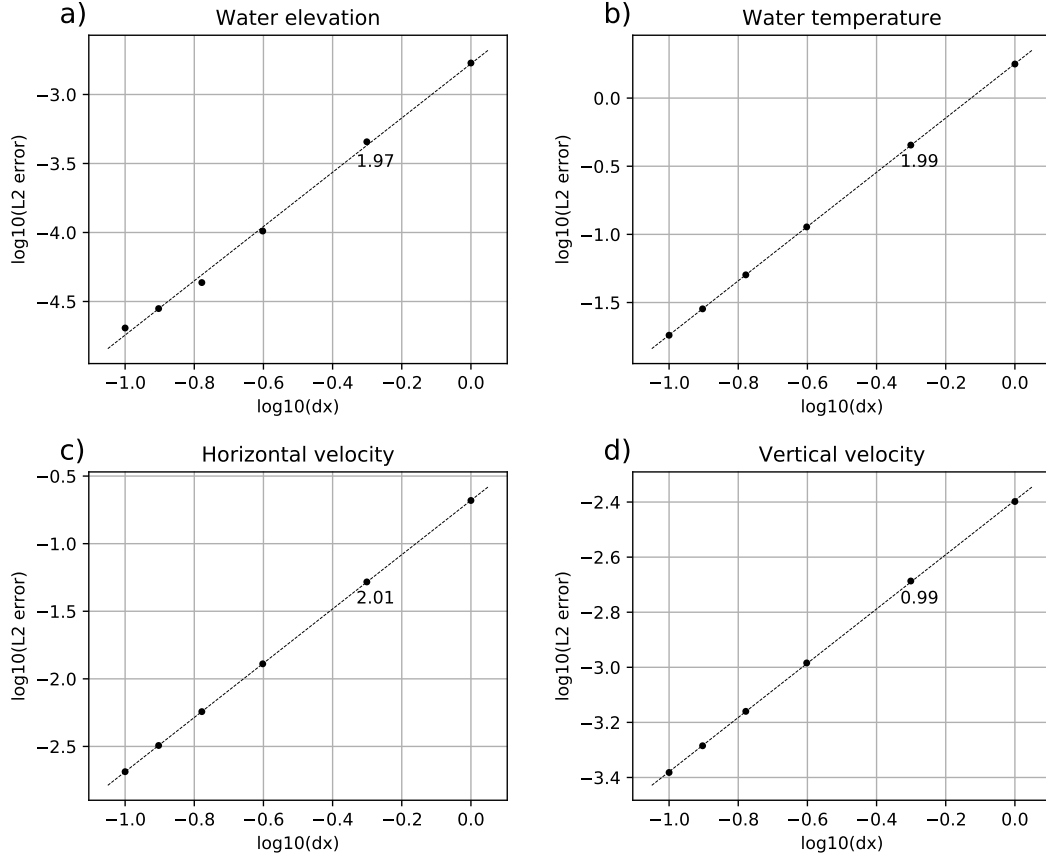 a)
Water elevation
−3.0
−3.5
−4.0
−4.5
log10(L2 error)
1.97
−1.0 −0.8 −0.6 −0.4 −0.2 0.0
log10(dx)
b)
Water temperature
0.0
−0.5
−1.0
−1.5
log10(L2 error)
1.99
−1.0 −0.8 −0.6 −0.4 −0.2 0.0
log10(dx)
c)
Horizontal velocity
−0.5
−1.0
−1.5
−2.0
−2.5
log10(L2 error)
2.01
−1.0 −0.8 −0.6 −0.4 −0.2 0.0
log10(dx)
d)
Vertical velocity
−2.4
−2.6
−2.8
−3.0
−3.2
−3.4
log10(L2 error)
0.99
−1.0 −0.8 −0.6 −0.4 −0.2 0.0
log10(dx)